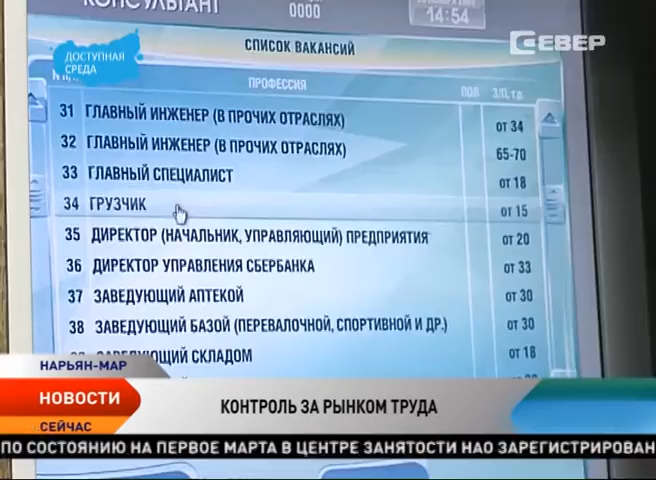 КОНСУЛЬТАНТ
0000
14:54
СЕВЕР
ДОСТУПНАЯ
СРЕДА
СПИСОК ВАКАНСИЙ
ПРОФЕССИЯ ПОЛ З/П, т.р.
31 ГЛАВНЫЙ ИНЖЕНЕР (В ПРОЧИХ ОТРАСЛЯХ) от 34
32 ГЛАВНЫЙ ИНЖЕНЕР (В ПРОЧИХ ОТРАСЛЯХ) 65-70
33 ГЛАВНЫЙ СПЕЦИАЛИСТ от 18
34 ГРУЗЧИК от 15
35 ДИРЕКТОР (НАЧАЛЬНИК, УПРАВЛЯЮЩИЙ) ПРЕДПРИЯТИЯ от 20
36 ДИРЕКТОР УПРАВЛЕНИЯ СБЕРБАНКА от 33
37 ЗАВЕДУЮЩИЙ АПТЕКОЙ от 30
38 ЗАВЕДУЮЩИЙ БАЗОЙ (ПЕРЕВАЛОЧНОЙ, СПОРТИВНОЙ И ДР.) от 30
ЗАВЕДУЮЩИЙ СКЛАДОМ от 18
НАРЬЯН-МАР
НОВОСТИ
СЕЙЧАС
КОНТРОЛЬ ЗА РЫНКОМ ТРУДА
ПО СОСТОЯНИЮ НА ПЕРВОЕ МАРТА В ЦЕНТРЕ ЗАНЯТОСТИ НАО ЗАРЕГИСТРИРОВАН